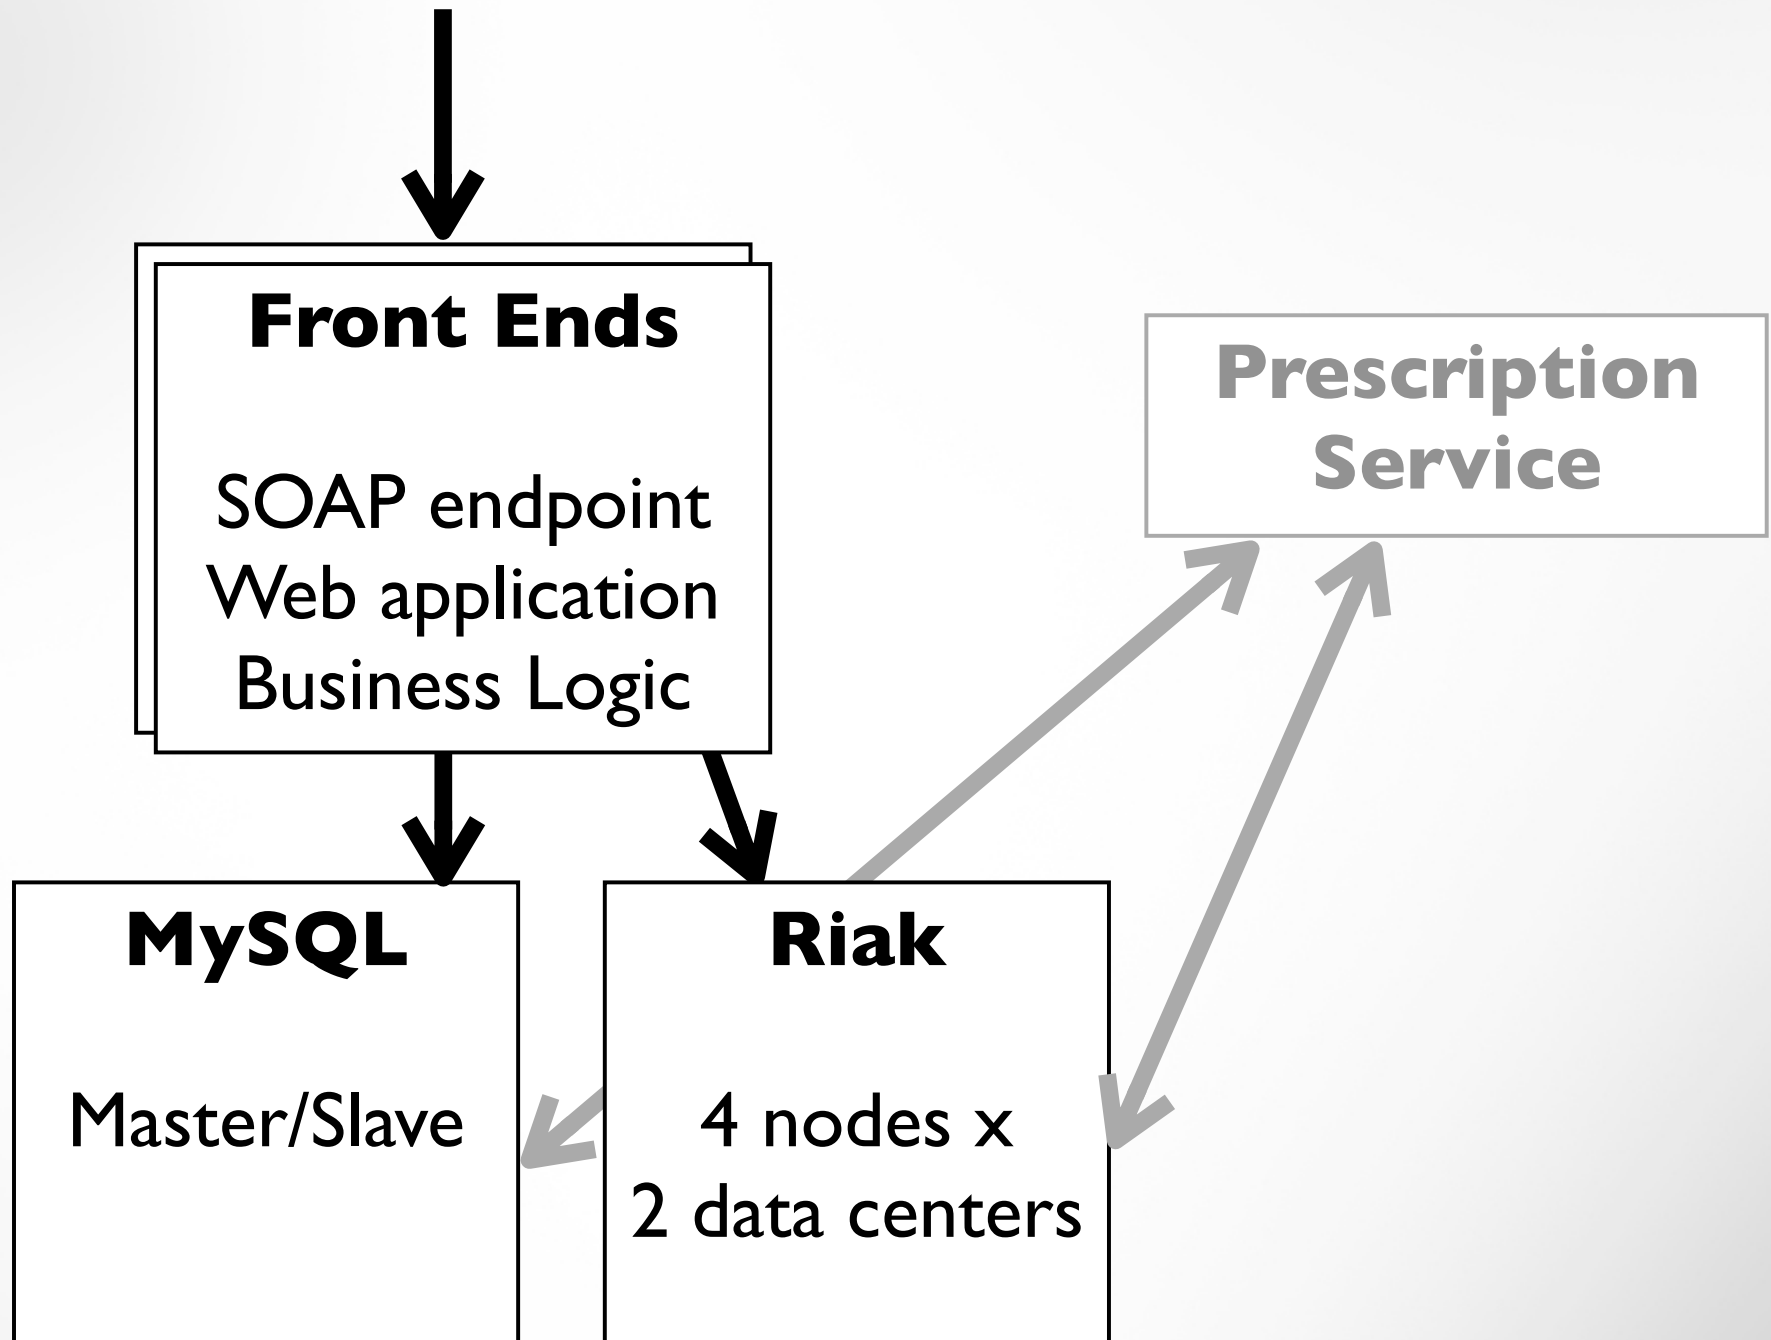 Front Ends
SOAP endpoint
Web application
Business Logic
Prescription
Service
MySQL
Master/Slave
Riak
4 nodes x
2 data centers